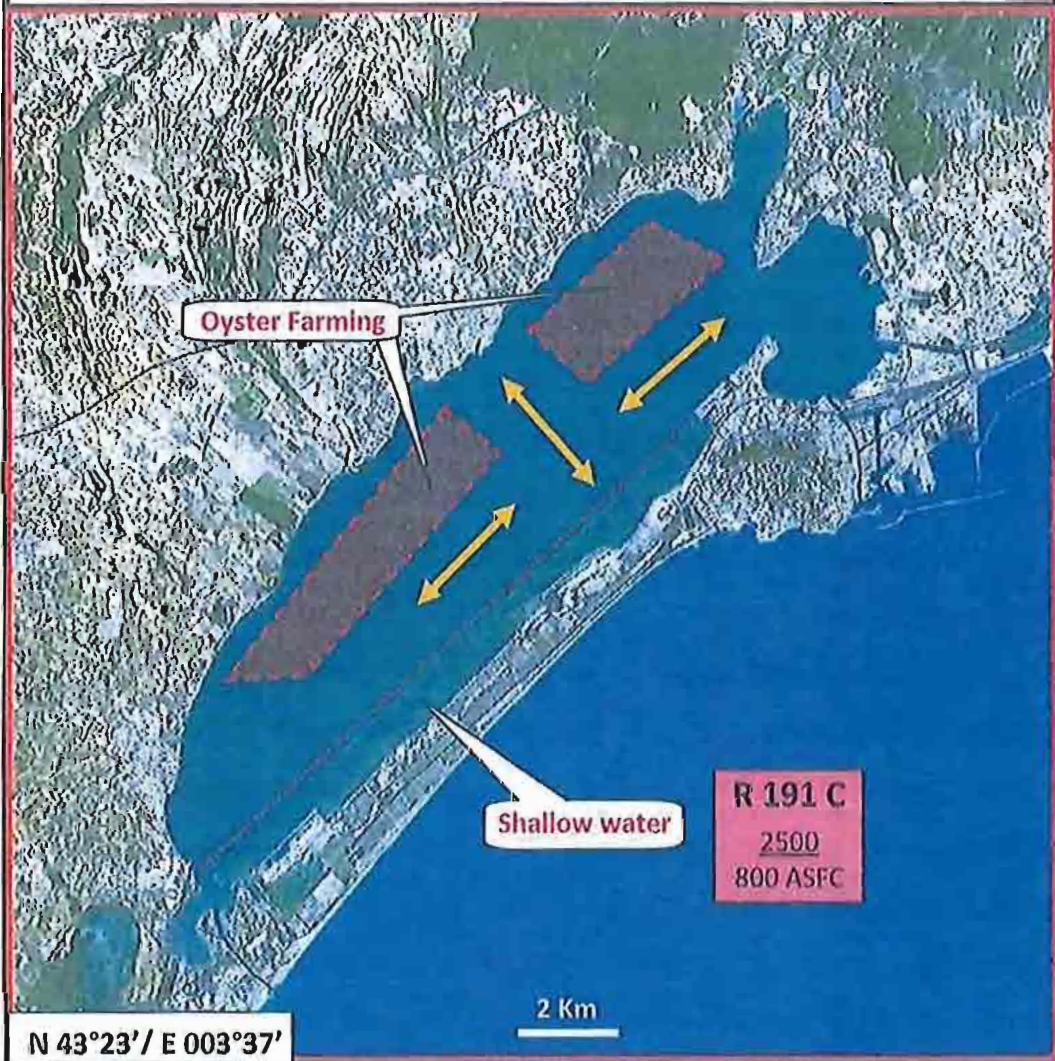 Oyster Farming
Shallow water
R 191 C
2500
800 ASFC
2 Km
N 43°23'/ E 003°37'